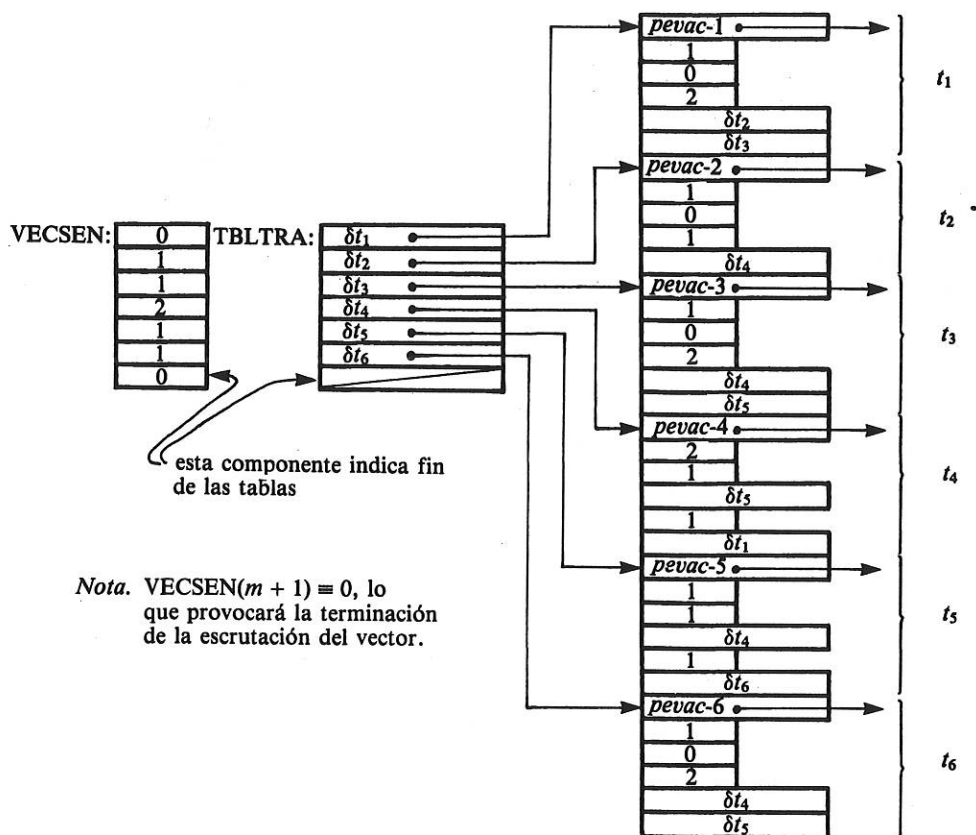 VECSEN:
0
1
1
2
1
1
0
TBLTRA:
δt₁
δt₂
δt₃
δt₄
δt₅
δt₆
esta componente indica fin
de las tablas
Nota. VECSEN(m + 1) ≡ 0, lo
que provocará la terminación
de la escrutación del vector.
pevac-1
1
0
2
δt₂
δt₃
t₁
pevac-2
1
0
1
δt₄
t₂
pevac-3
1
0
2
δt₄
δt₅
t₃
pevac-4
2
1
δt₅
1
δt₁
t₄
pevac-5
1
1
δt₄
1
δt₆
t₅
pevac-6
1
0
2
δt₄
δt₅
t₆